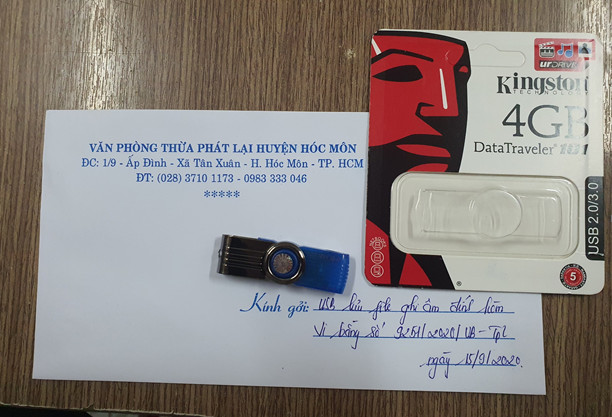 urDRIVE
Kingston
TECHNOLOGY
4GB
DataTraveler 101
USB 2.0/3.0
5
VĂN PHÒNG THỪA PHÁT LẠI HUYỆN HÓC MÔN
ĐC: 1/9 - Ấp Đình - Xã Tân Xuân - H. Hóc Môn - TP. HCM
ĐT: (028) 3710 1173 - 0983 333 046
*****
Kính gởi: USB lưu file ghi âm đính kèm
Vi bằng số 9251/2020/VB-TPL
ngày 15/9/2020.